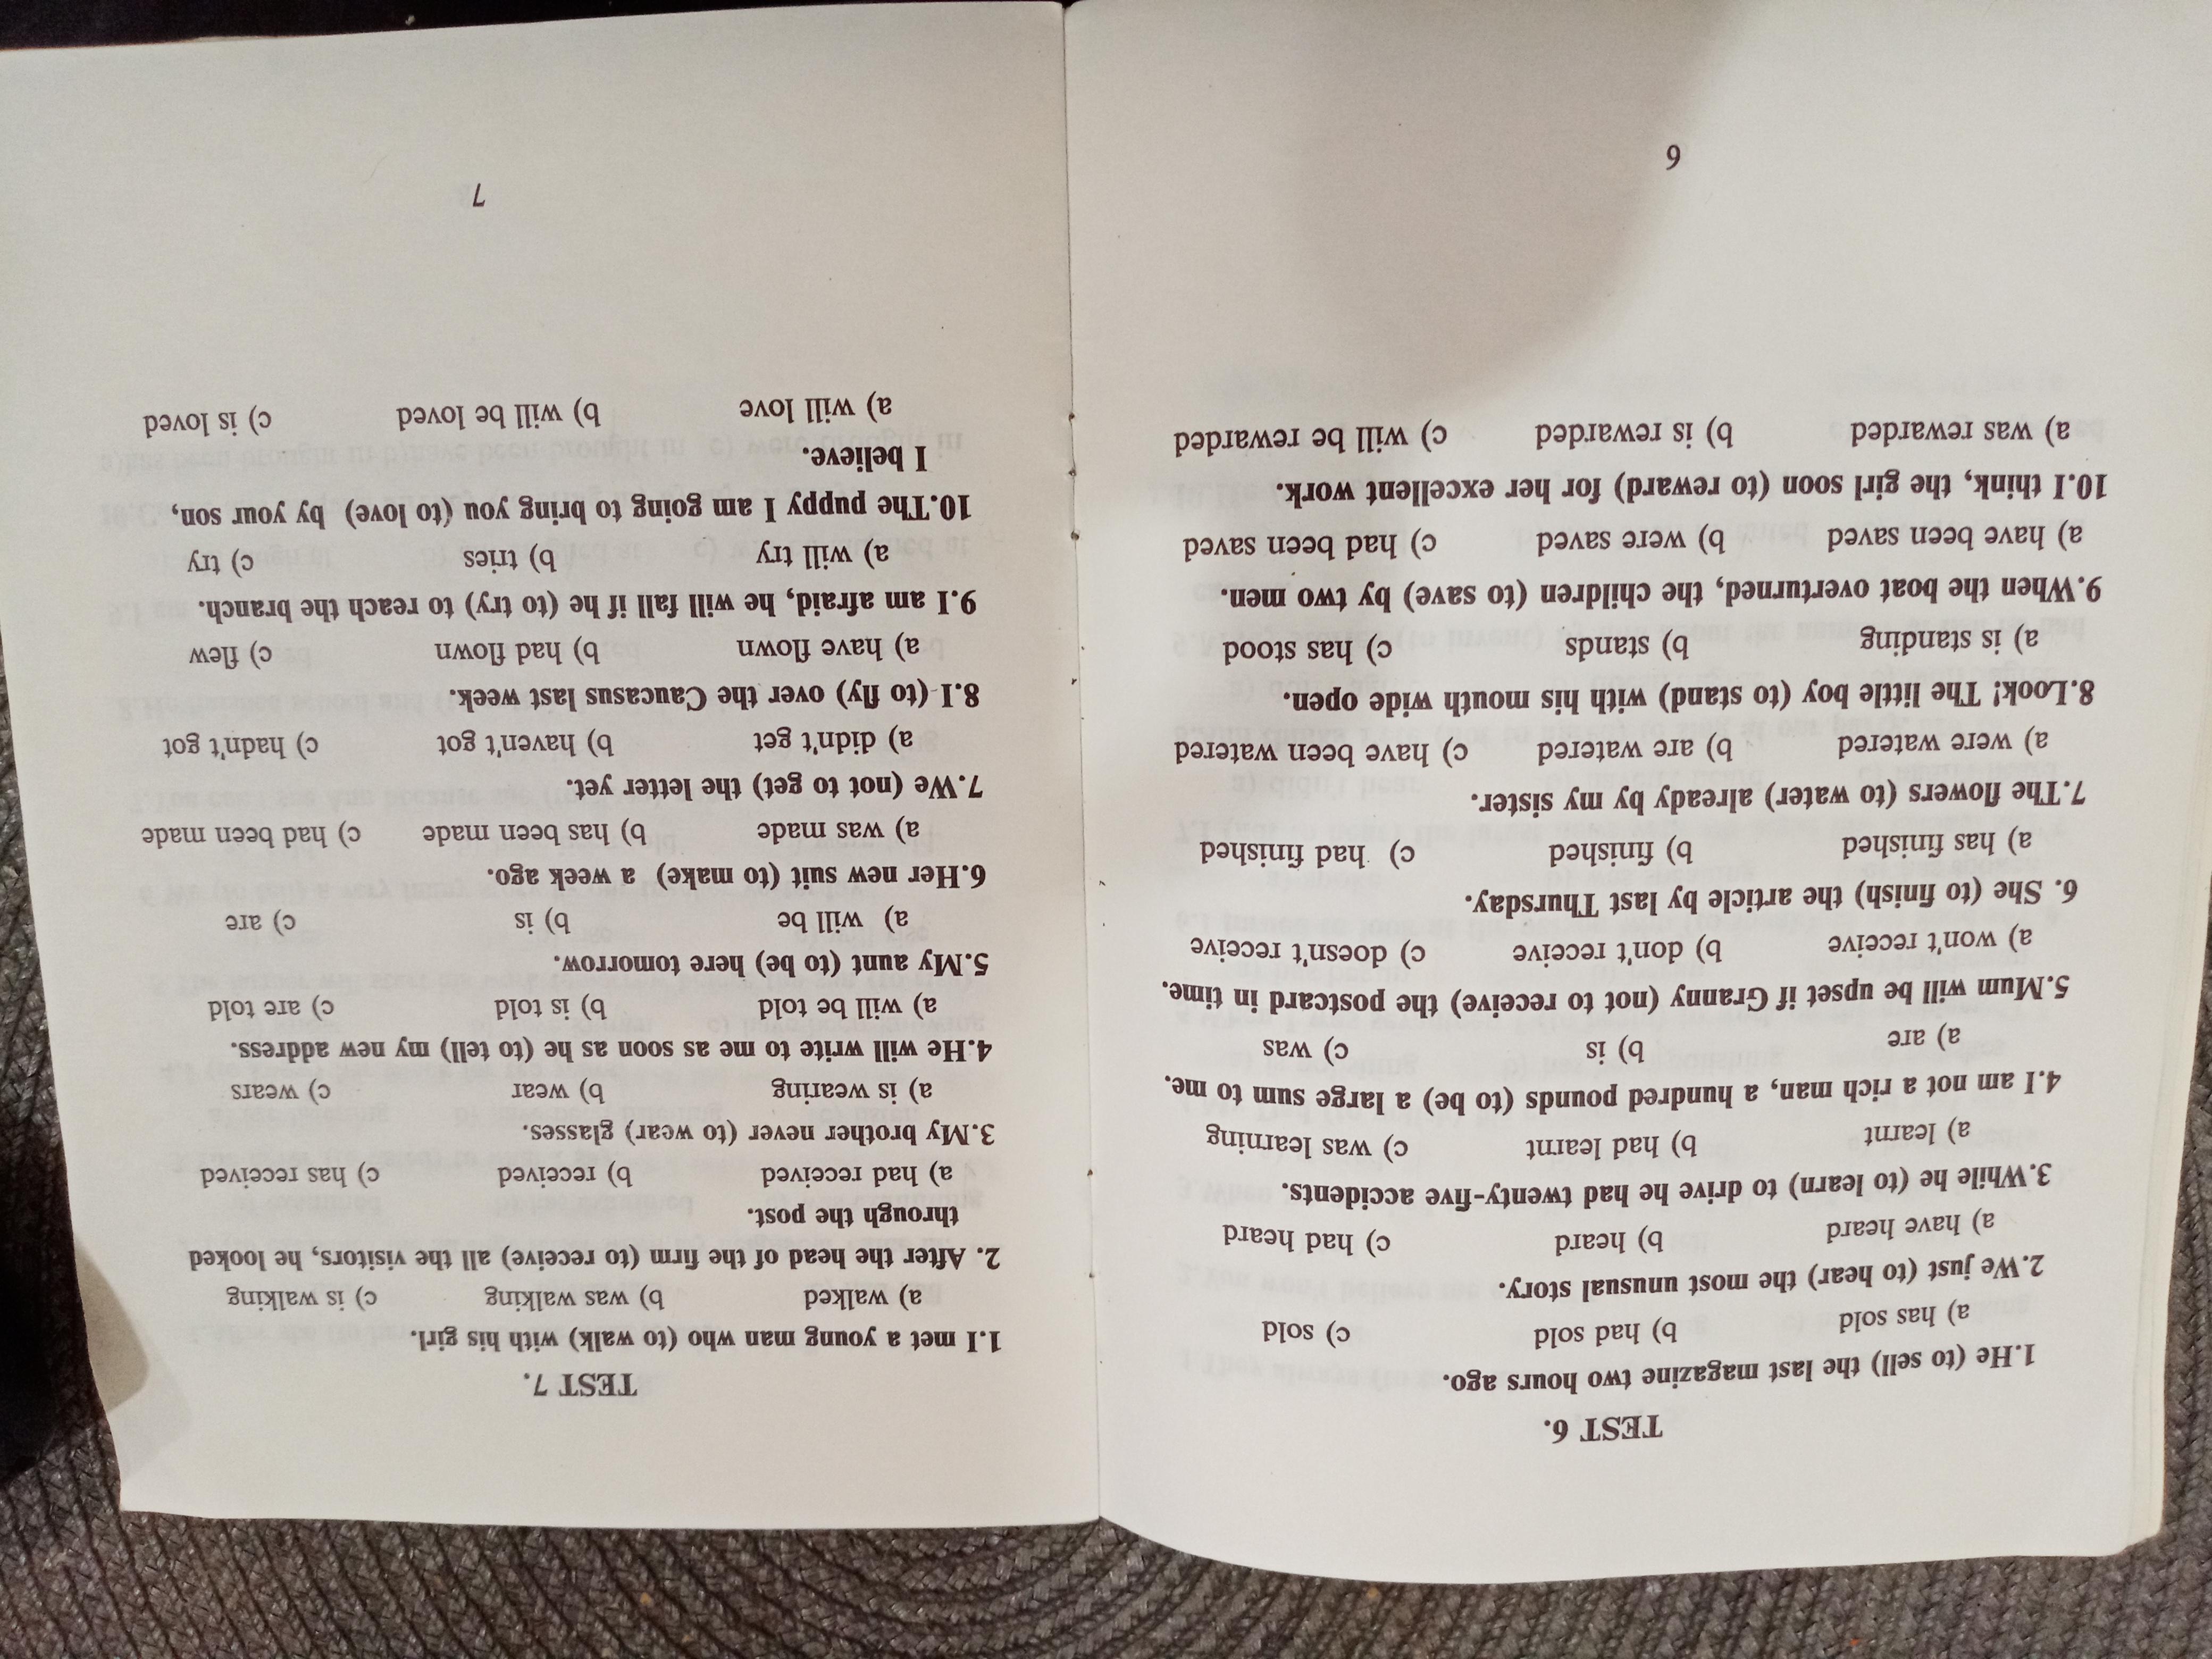 TEST 6.
1.He (to sell) the last magazine two hours ago.
a) has sold b) had sold c) sold
2.We just (to hear) the most unusual story.
a) have heard b) heard c) had heard
3.While he (to learn) to drive he had twenty-five accidents.
a) learnt b) had learnt c) was learning
4.I am not a rich man, a hundred pounds (to be) a large sum to me.
a) are b) is c) was
5.Mum will be upset if Granny (not to receive) the postcard in time.
a) won't receive b) don't receive c) doesn't receive
6. She (to finish) the article by last Thursday.
a) has finished b) finished c) had finished
7.The flowers (to water) already by my sister.
a) were watered b) are watered c) have been watered
8.Look! The little boy (to stand) with his mouth wide open.
a) is standing b) stands c) has stood
9.When the boat overturned, the children (to save) by two men.
a) have been saved b) were saved c) had been saved
10.I think, the girl soon (to reward) for her excellent work.
a) was rewarded b) is rewarded c) will be rewarded
6
TEST 7.
1.I met a young man who (to walk) with his girl.
a) walked b) was walking c) is walking
2. After the head of the firm (to receive) all the visitors, he looked
through the post.
a) had received b) received c) has received
3.My brother never (to wear) glasses.
a) is wearing b) wear c) wears
4.He will write to me as soon as he (to tell) my new address.
a) will be told b) is told c) are told
5.My aunt (to be) here tomorrow.
a) will be b) is c) are
6.Her new suit (to make) a week ago.
a) was made b) has been made c) had been made
7.We (not to get) the letter yet.
a) didn't get b) haven't got c) hadn't got
8.I (to fly) over the Caucasus last week.
a) have flown b) had flown c) flew
9.I am afraid, he will fall if he (to try) to reach the branch.
a) will try b) tries c) try
10.The puppy I am going to bring you (to love) by your son,
I believe.
a) will love b) will be loved c) is loved
7